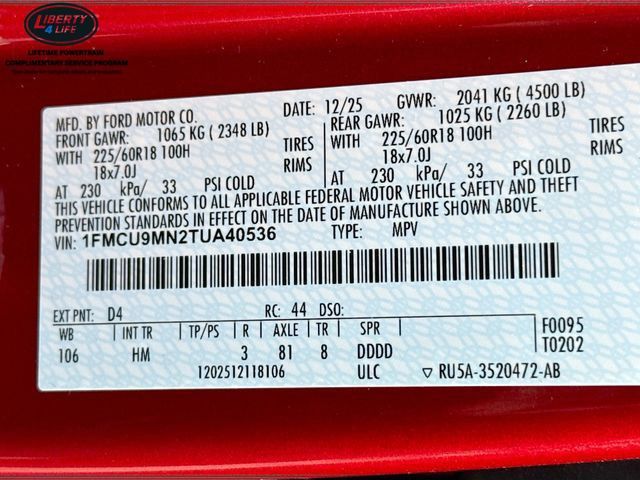 LIBERTY
4 LIFE
LIFETIME POWERTRAIN
COMPLIMENTARY SERVICE PROGRAM
EXCLUSIVELY FROM LIBERTY
MFD. BY FORD MOTOR CO. DATE: 12/25 GVWR: 2041 KG ( 4500 LB)
FRONT GAWR: 1065 KG ( 2348 LB) REAR GAWR: 1025 KG ( 2260 LB)
WITH 225/60R18 100H TIRES WITH 225/60R18 100H TIRES
18x7.0J RIMS 18x7.0J RIMS
AT 230 kPa/ 33 PSI COLD AT 230 kPa/ 33 PSI COLD
THIS VEHICLE CONFORMS TO ALL APPLICABLE FEDERAL MOTOR VEHICLE SAFETY AND THEFT
PREVENTION STANDARDS IN EFFECT ON THE DATE OF MANUFACTURE SHOWN ABOVE.
VIN: 1FMCU9MN2TUA40536 TYPE: MPV
EXT PNT: D4 RC: 44 DSO:
WB INT TR TP/PS R AXLE TR SPR F0095
106 HM 3 81 8 DDDD T0202
1202512118106 ULC ▽ RU5A-3520472-AB